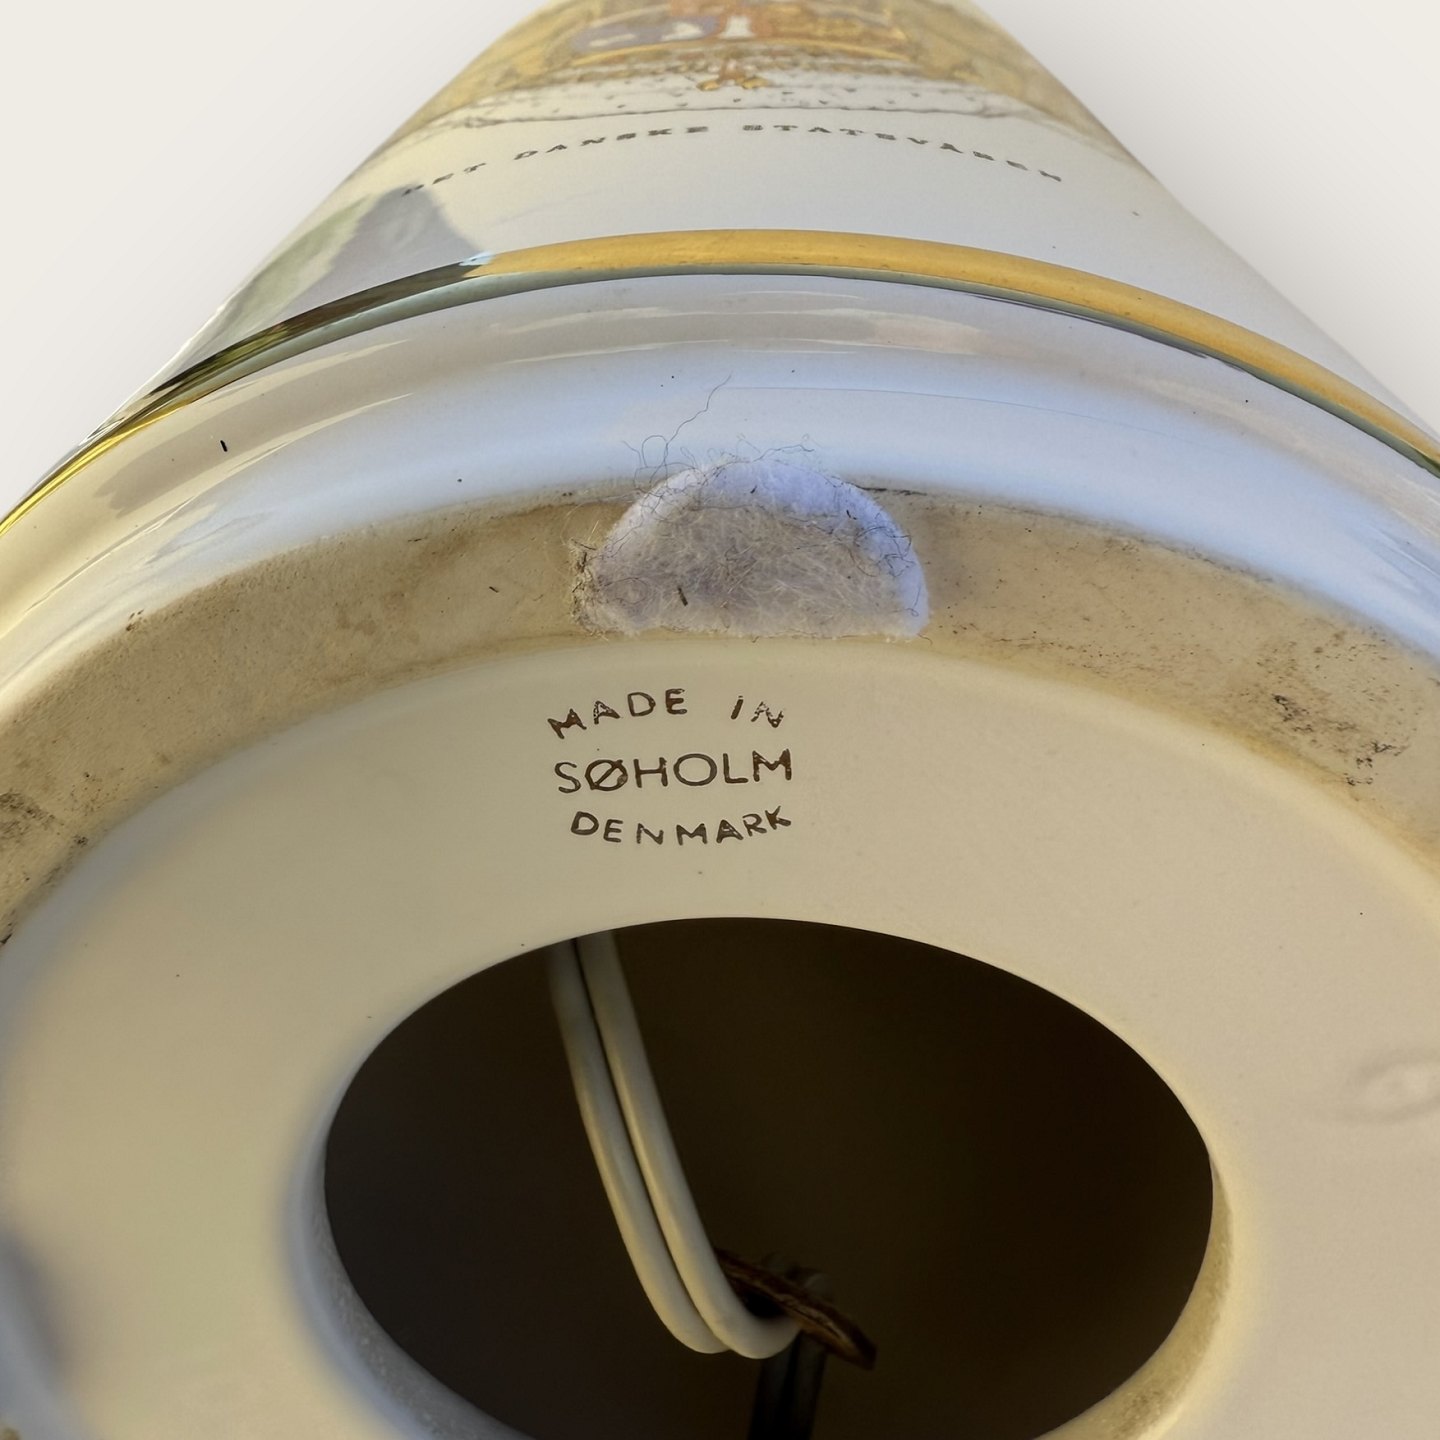 DET DANSKE STATSVÅBEN
MADE IN
SØHOLM
DENMARK